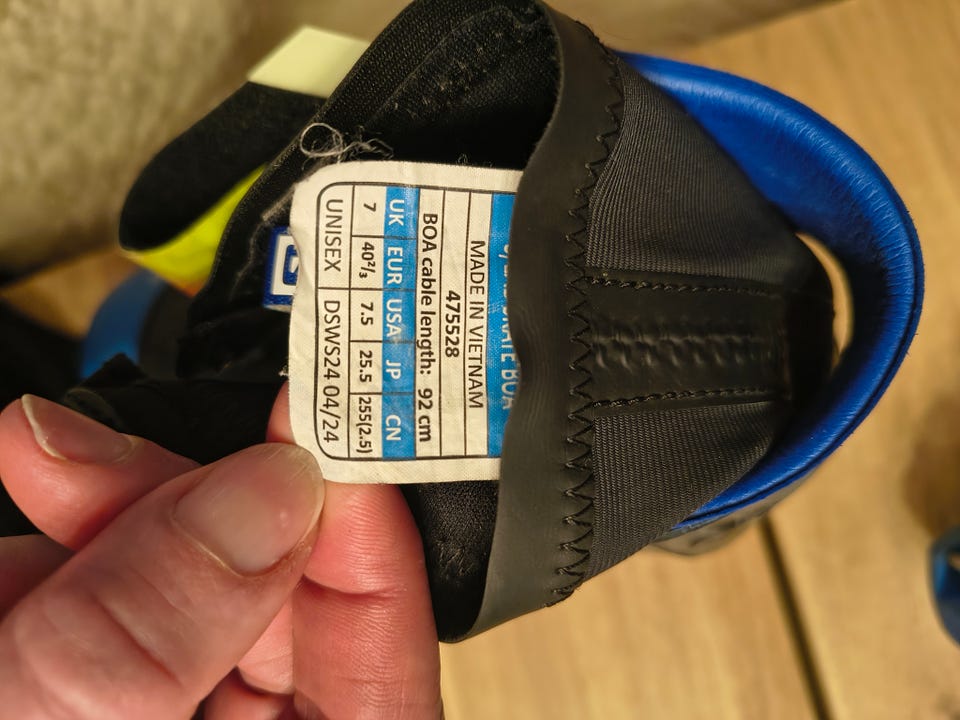 BOA
MADE IN VIETNAM
475528
BOA cable length: 92 cm
UK EUR USA JP CN
7 40²/₃ 7.5 25.5 255(2.5)
UNISEX DSWS24 04/24